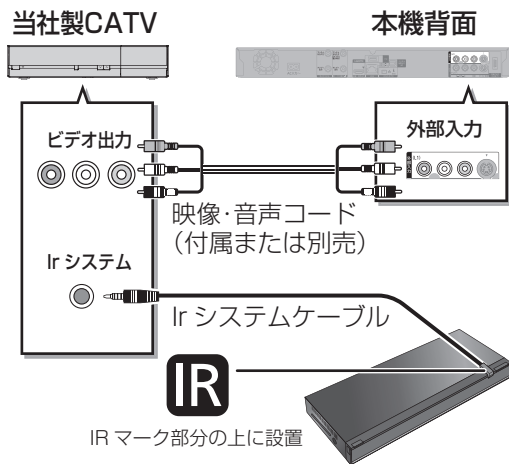 当社製CATV
本機背面
ビデオ出力
外部入力
映像･音声コード
（付属または別売）
Ir システム
Ir システムケーブル
IR
IR マーク部分の上に設置